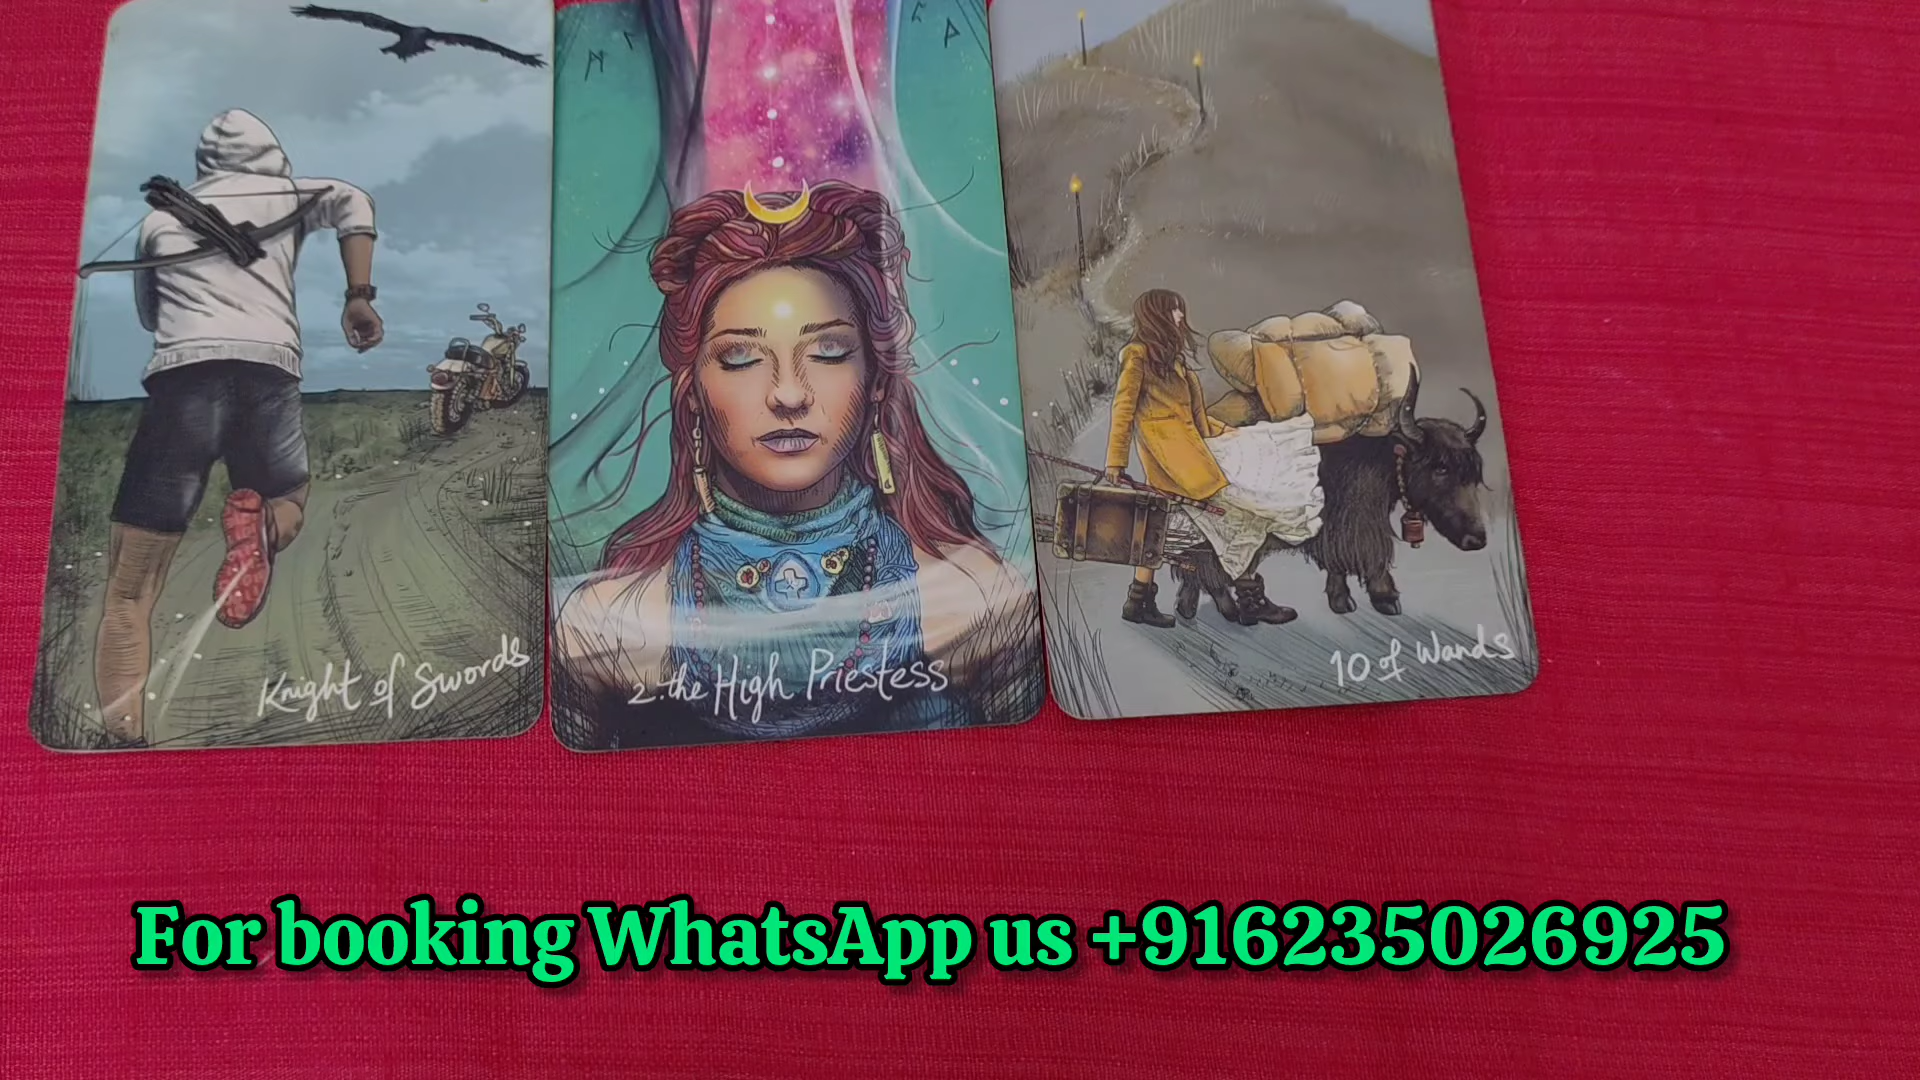 Knight of Swords
2. the High Priestess
10 of Wands
For booking WhatsApp us +916235026925